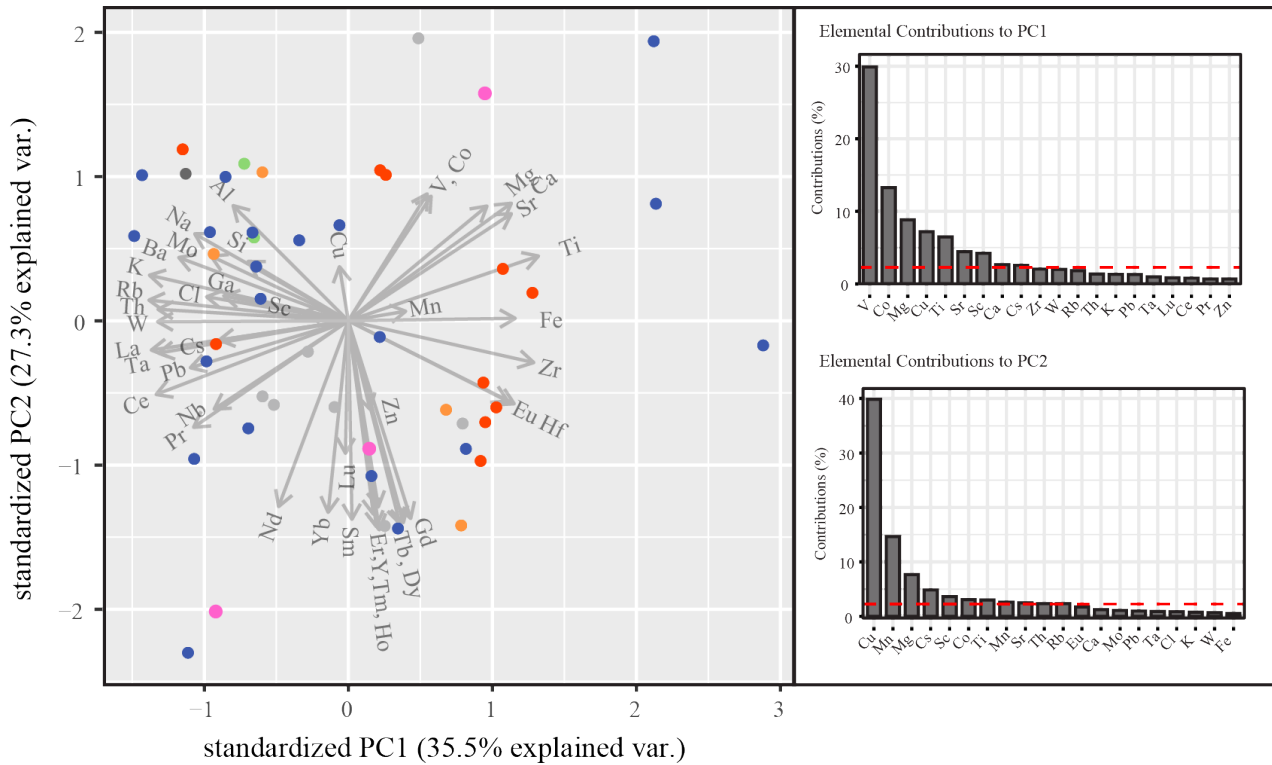 standardized PC2 (27.3% explained var.)
2
1
0
−1
−2
V, Co
Mg
Ca
Sr
Al
Na
Mo
Si
Cu
Ti
Ba
K
Ga
Rb
Cl
Sc
Mn
Th
W
Fe
La
Cs
Ta
Pb
Zr
Ce
Nb
Zn
Eu
Hf
Pr
Lu
Nd
Yb
Sm
Er,Y,Tm, Ho
Tb, Dy
Gd
−1
0
1
2
3
standardized PC1 (35.5% explained var.)
Elemental Contributions to PC1
Contributions (%)
30
20
10
0
V Co Mg Cu Ti Sr Sc Ca Cs Zr W Rb Th K Pb Ta Lu Ce Pr Zn
Elemental Contributions to PC2
Contributions (%)
40
30
20
10
0
Cu Mn Mg Cs Sc Co Ti Mn Sr Th Rb Eu Ca Mo Pb Ta Cl K W Fe